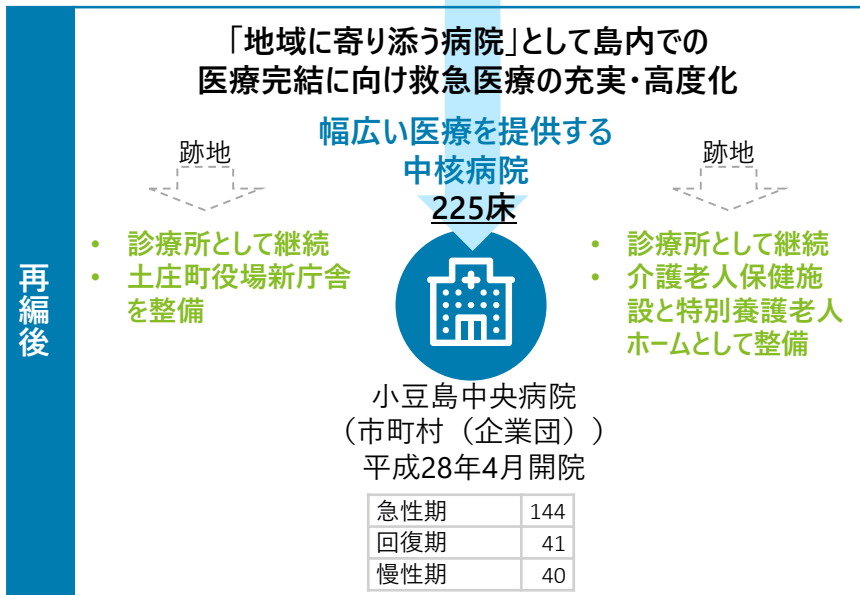 「地域に寄り添う病院」として島内での
医療完結に向け救急医療の充実・高度化
幅広い医療を提供する
中核病院
225床
跡地
・ 診療所として継続
・ 土庄町役場新庁舎
を整備
跡地
・ 診療所として継続
・ 介護老人保健施
設と特別養護老人
ホームとして整備
再編後
小豆島中央病院
（市町村（企業団））
平成28年4月開院
急性期 144
回復期 41
慢性期 40